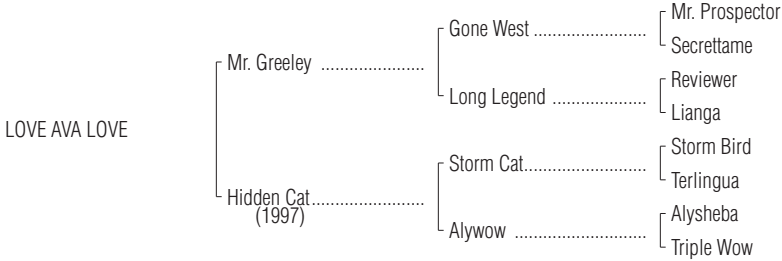 Mr. Prospector
Gone West ........................
Secrettame
Mr. Greeley ......................
Reviewer
Long Legend ....................
Lianga
LOVE AVA LOVE
Storm Bird
Storm Cat..........................
Terlingua
Hidden Cat........................
(1997)
Alysheba
Alywow ............................
Triple Wow